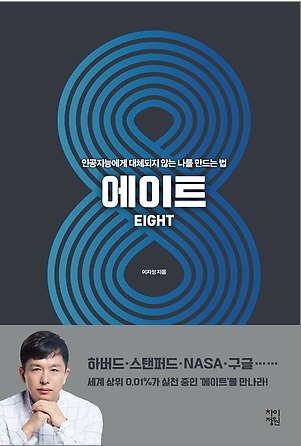 인공지능에게 대체되지 않는 나를 만드는 법
에이트
EIGHT
이지성 지음
하버드·스탠퍼드·NASA·구글……
세계 상위 0.01%가 실천 중인 '에이트'를 만나라!
차이
정원